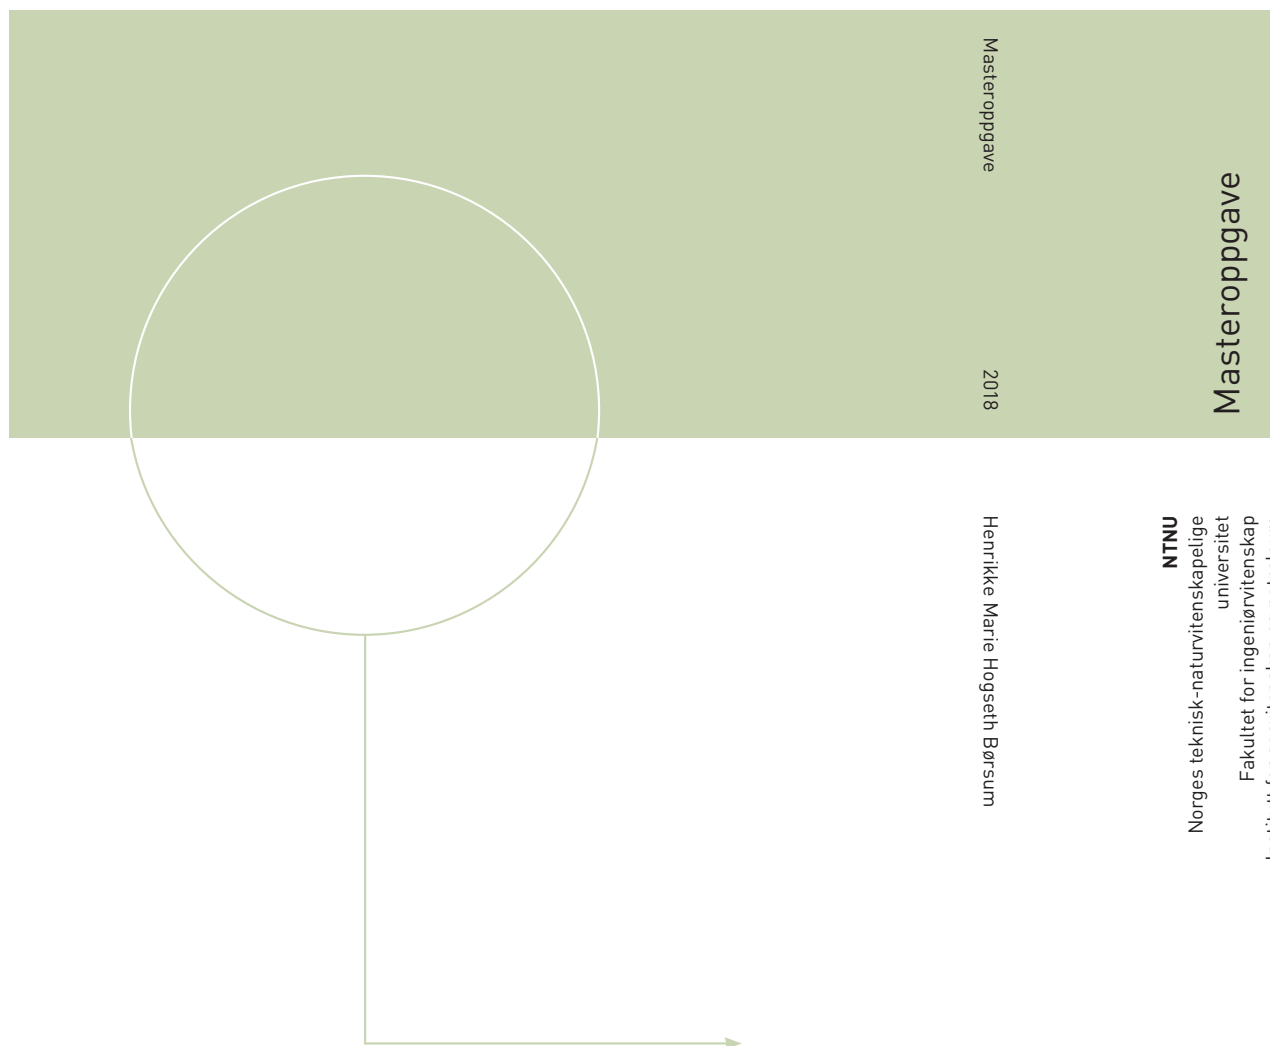 Masteroppgave
2018
Henrikke Marie Hogseth Børsum
Masteroppgave
NTNU
Norges teknisk-naturvitenskapelige
universitet
Fakultet for ingeniørvitenskap